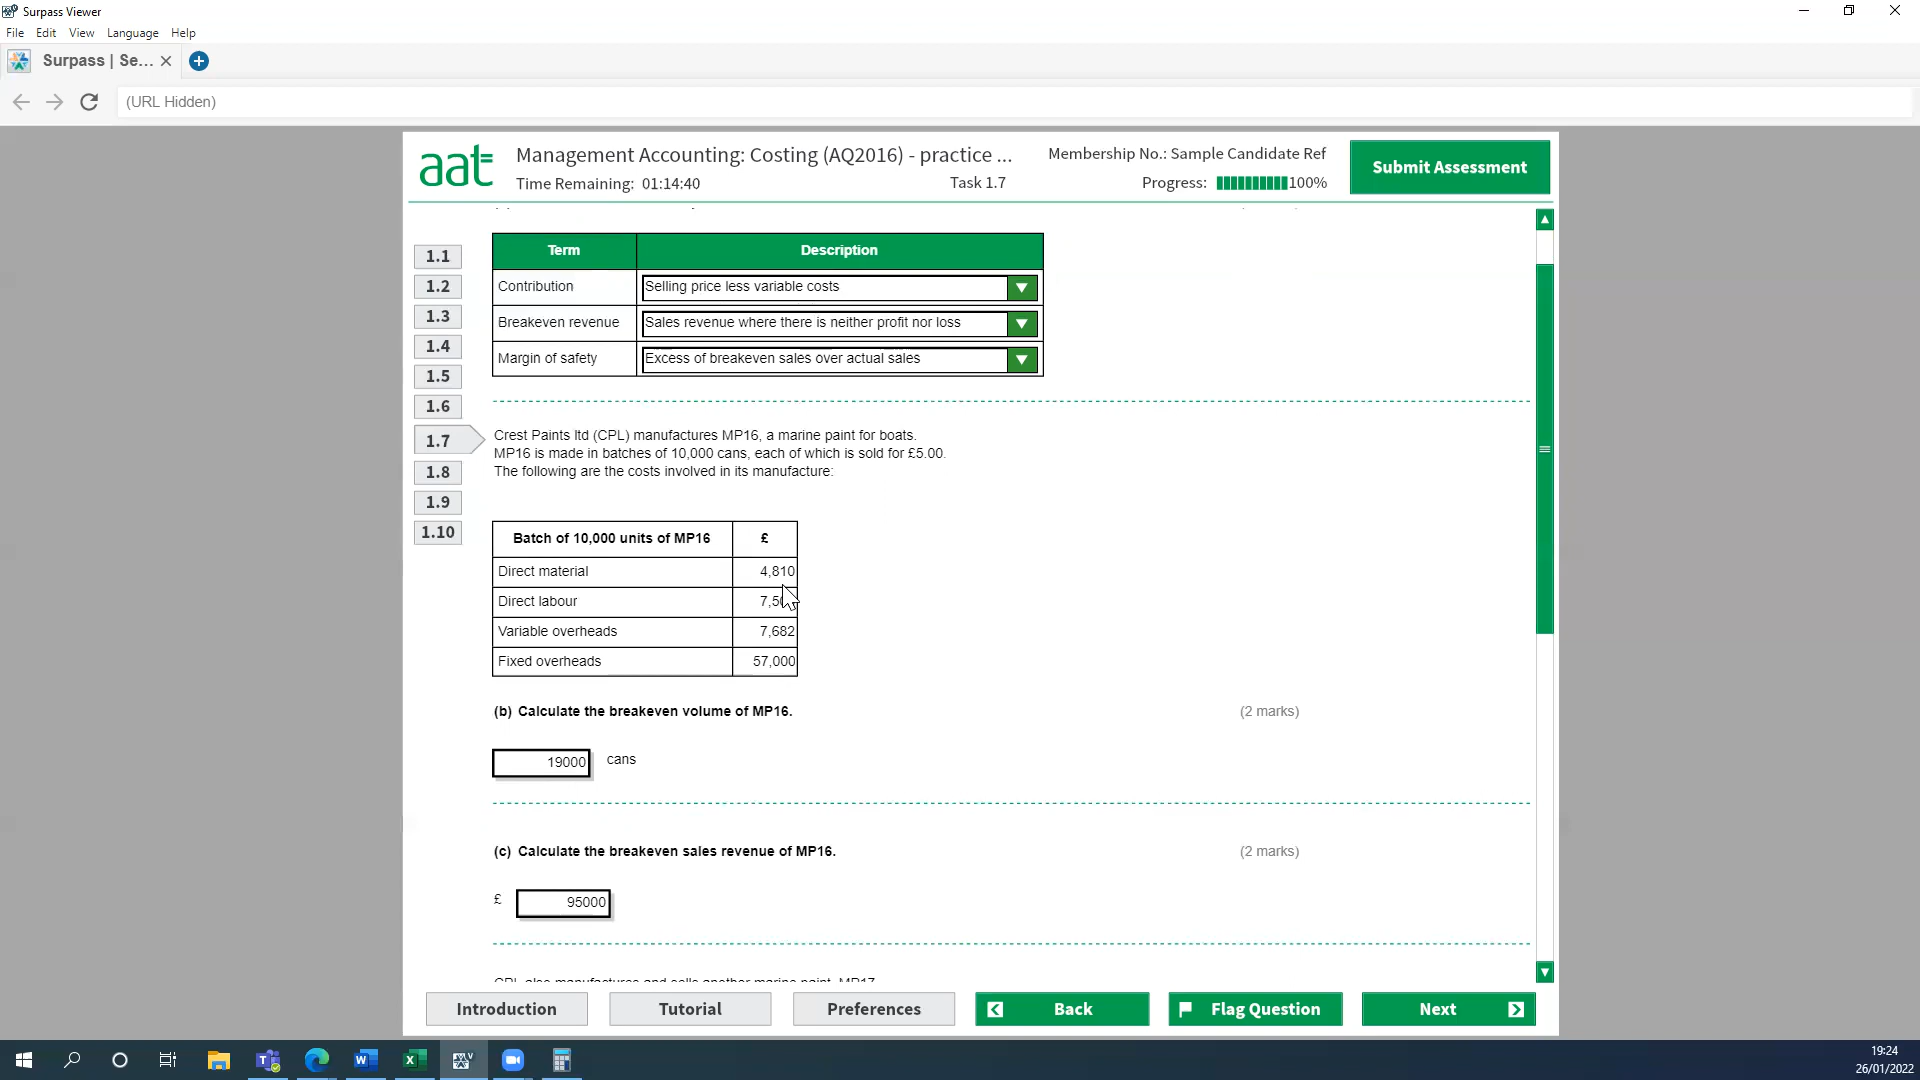 Surpass Viewer
File Edit View Language Help
Surpass | Se...
(URL Hidden)
aat
Management Accounting: Costing (AQ2016) - practice ...
Membership No.: Sample Candidate Ref
Submit Assessment
Time Remaining: 01:14:40
Task 1.7
Progress: 100%
1.1
1.2
1.3
1.4
1.5
1.6
1.7
1.8
1.9
1.10
Term Description
Contribution Selling price less variable costs
Breakeven revenue Sales revenue where there is neither profit nor loss
Margin of safety Excess of breakeven sales over actual sales
Crest Paints ltd (CPL) manufactures MP16, a marine paint for boats.
MP16 is made in batches of 10,000 cans, each of which is sold for £5.00.
The following are the costs involved in its manufacture:
Batch of 10,000 units of MP16 £
Direct material 4,810
Direct labour
Variable overheads 7,682
Fixed overheads 57,000
(b) Calculate the breakeven volume of MP16. (2 marks)
19000 cans
(c) Calculate the breakeven sales revenue of MP16. (2 marks)
£ 95000
CPL also manufactures and sells another marine paint, MP17
Introduction Tutorial Preferences Back Flag Question Next
19:24
26/01/2022